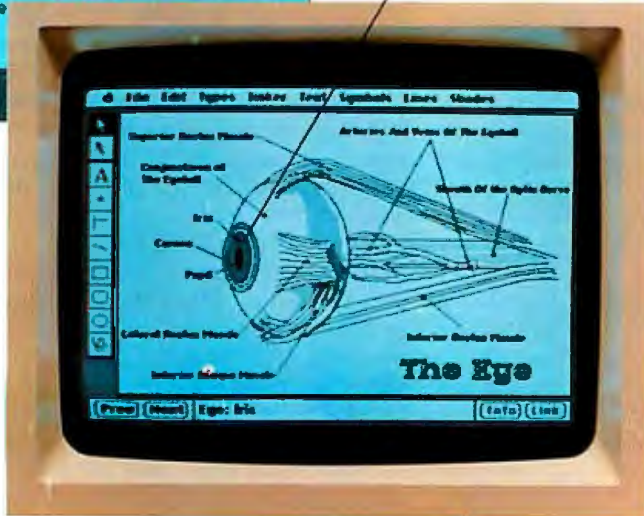 File Edit Types Text Symbols Lines Shades
Superior Rectus Muscle
Arteries And Veins Of The Eyeball
Conjunctiva of
The Eyeball
Sheath Of the Optic Nerve
Iris
Cornea
Pupil
Lateral Rectus Muscle
Inferior Rectus Muscle
Inferior Oblique Muscle
The Eye
Prev Next Eye: Iris Info Link